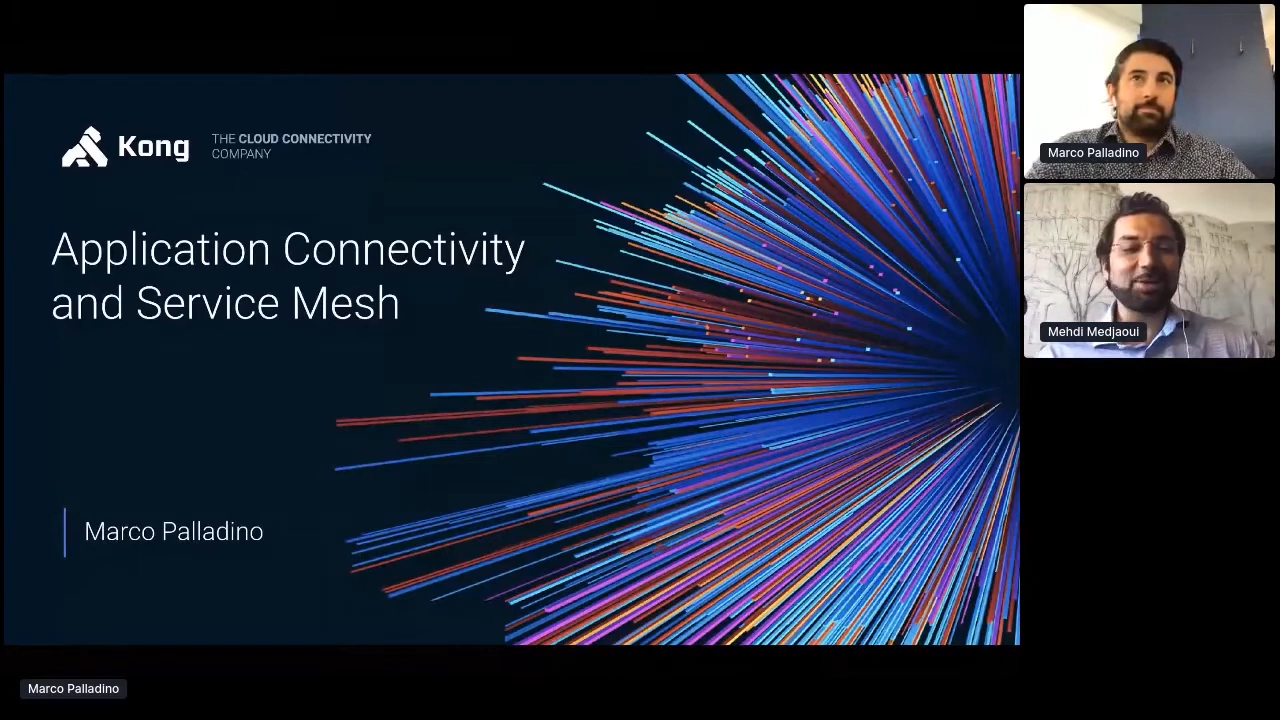 Kong
THE CLOUD CONNECTIVITY
COMPANY
Application Connectivity
and Service Mesh
Marco Palladino
Marco Palladino
Mehdi Medjaoui
Marco Palladino